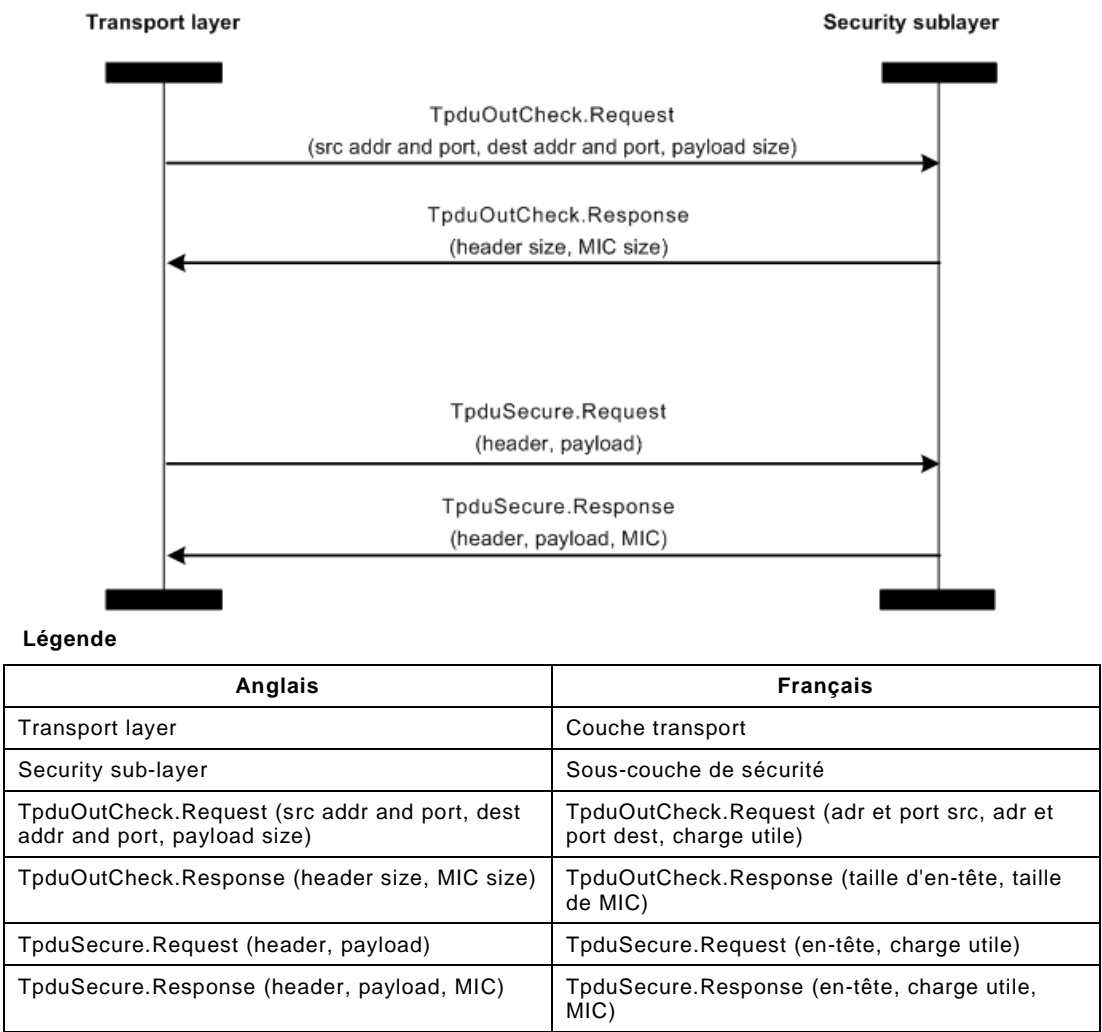 Transport layer
Security sublayer
TpduOutCheck.Request
(src addr and port, dest addr and port, payload size)
TpduOutCheck.Response
(header size, MIC size)
TpduSecure.Request
(header, payload)
TpduSecure.Response
(header, payload, MIC)
Légende
Anglais
Français
Transport layer
Couche transport
Security sub-layer
Sous-couche de sécurité
TpduOutCheck.Request (src addr and port, dest
addr and port, payload size)
TpduOutCheck.Request (adr et port src, adr et
port dest, charge utile)
TpduOutCheck.Response (header size, MIC size)
TpduOutCheck.Response (taille d'en-tête, taille
de MIC)
TpduSecure.Request (header, payload)
TpduSecure.Request (en-tête, charge utile)
TpduSecure.Response (header, payload, MIC)
TpduSecure.Response (en-tête, charge utile,
MIC)